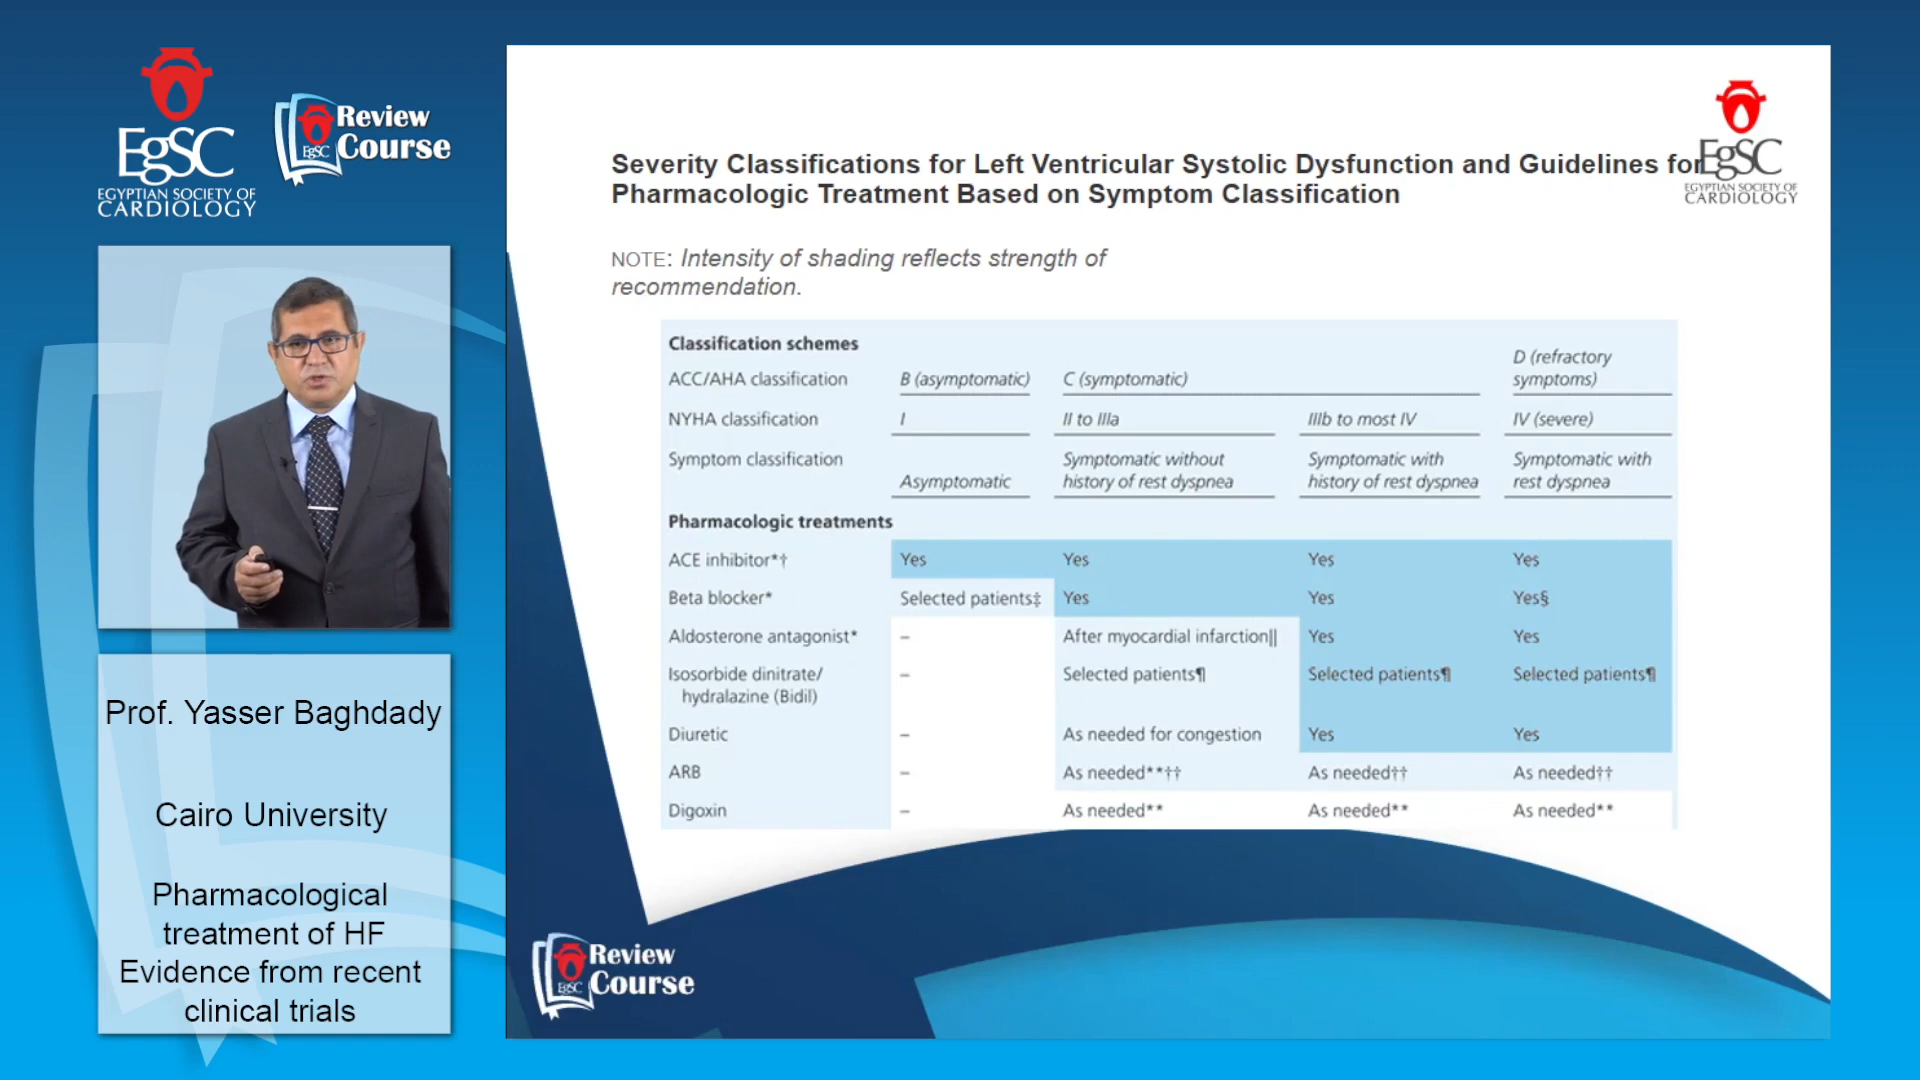 EgSC
EGYPTIAN SOCIETY OF
CARDIOLOGY
Review
Course
EgSC
Prof. Yasser Baghdady
Cairo University
Pharmacological
treatment of HF
Evidence from recent
clinical trials
EgSC
EGYPTIAN SOCIETY OF
CARDIOLOGY
Severity Classifications for Left Ventricular Systolic Dysfunction and Guidelines for
Pharmacologic Treatment Based on Symptom Classification
NOTE: Intensity of shading reflects strength of
recommendation.
Classification schemes
ACC/AHA classification B (asymptomatic) C (symptomatic) D (refractory symptoms)
NYHA classification I II to IIIa IIIb to most IV IV (severe)
Symptom classification Asymptomatic Symptomatic without history of rest dyspnea Symptomatic with history of rest dyspnea Symptomatic with rest dyspnea
Pharmacologic treatments
ACE inhibitor*† Yes Yes Yes Yes
Beta blocker* Selected patients‡ Yes Yes Yes§
Aldosterone antagonist* – After myocardial infarction|| Yes Yes
Isosorbide dinitrate/ – Selected patients¶ Selected patients¶ Selected patients¶
hydralazine (Bidil)
Diuretic – As needed for congestion Yes Yes
ARB – As needed**†† As needed†† As needed††
Digoxin – As needed** As needed** As needed**
Review
Course
EgSC